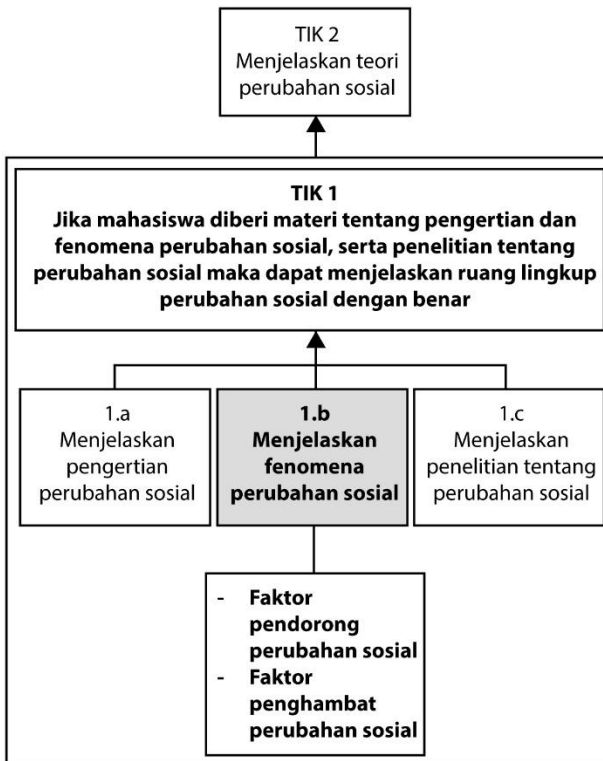 TIK 2
Menjelaskan teori
perubahan sosial
TIK 1
Jika mahasiswa diberi materi tentang pengertian dan
fenomena perubahan sosial, serta penelitian tentang
perubahan sosial maka dapat menjelaskan ruang lingkup
perubahan sosial dengan benar
1.a
Menjelaskan
pengertian
perubahan sosial
1.b
Menjelaskan
fenomena
perubahan sosial
1.c
Menjelaskan
penelitian tentang
perubahan sosial
- Faktor
pendorong
perubahan sosial
- Faktor
penghambat
perubahan sosial